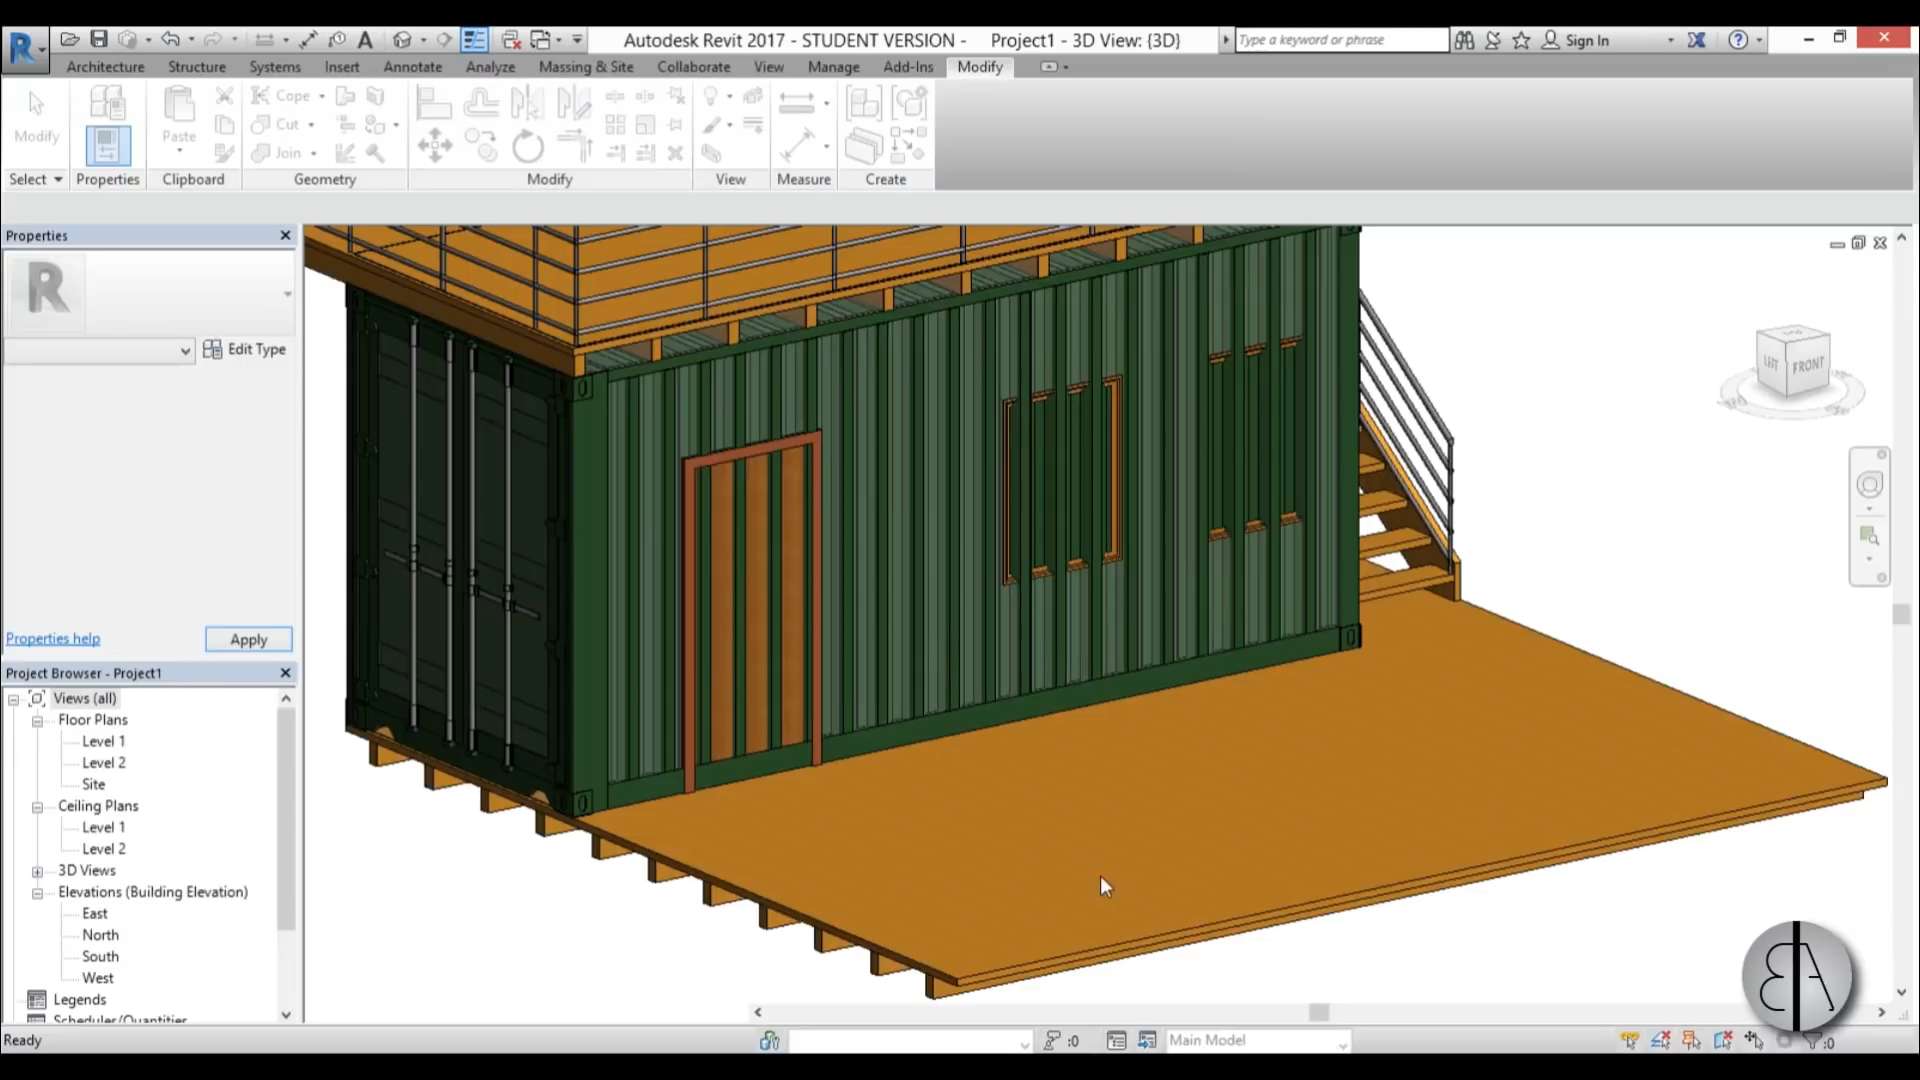 Autodesk Revit 2017 - STUDENT VERSION - Project1 - 3D View: {3D}
Type a keyword or phrase
Sign In
Architecture Structure Systems Insert Annotate Analyze Massing & Site Collaborate View Manage Add-Ins Modify
Modify
Paste
Cope
Cut
Join
Select Properties Clipboard Geometry Modify View Measure Create
Properties
R
Edit Type
Properties help
Apply
Project Browser - Project1
Views (all)
Floor Plans
Level 1
Level 2
Site
Ceiling Plans
Level 1
Level 2
3D Views
Elevations (Building Elevation)
East
North
South
West
Legends
Schedules/Quantities
LEFT FRONT
BA
Ready
:0
Main Model
:0